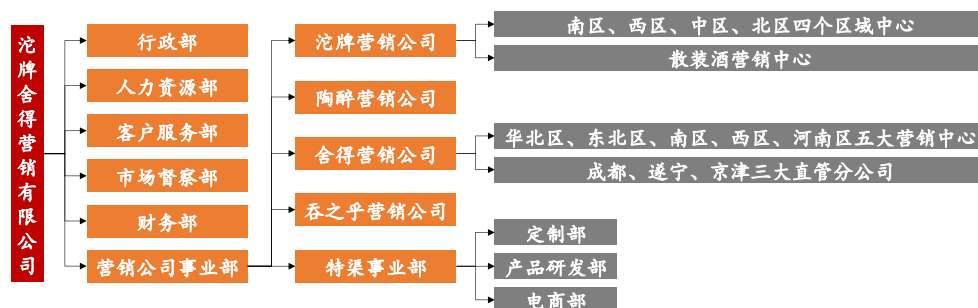 沱牌舍得营销有限公司
行政部
人力资源部
客户服务部
市场督察部
财务部
营销公司事业部
沱牌营销公司
陶醉营销公司
舍得营销公司
吞之乎营销公司
特渠事业部
南区、西区、中区、北区四个区域中心
散装酒营销中心
华北区、东北区、南区、西区、河南区五大营销中心
成都、遂宁、京津三大直管分公司
定制部
产品研发部
电商部